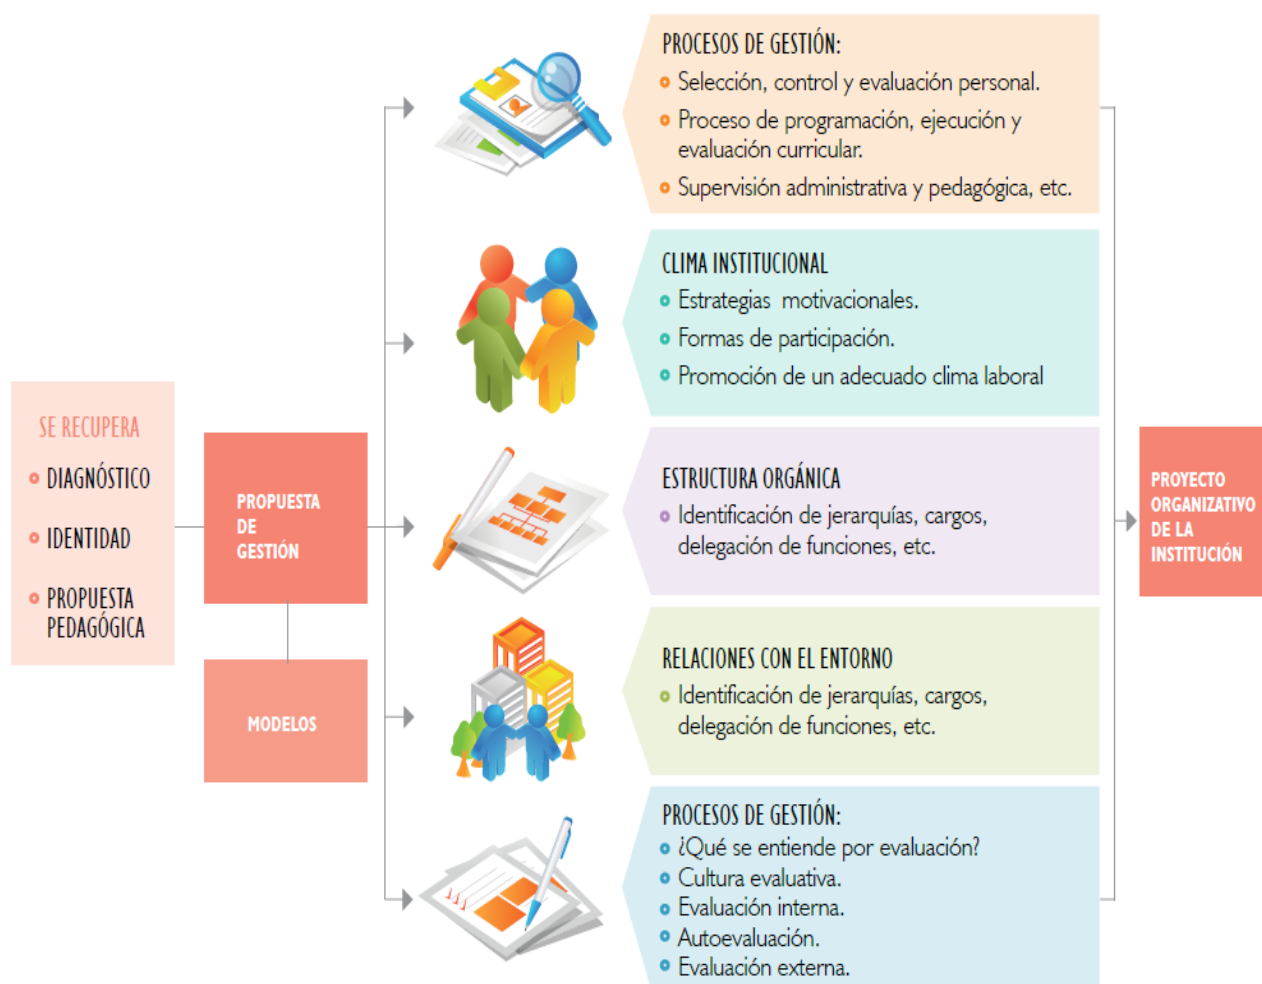 SE RECUPERA
DIAGNÓSTICO
IDENTIDAD
PROPUESTA
PEDAGÓGICA
PROPUESTA
DE
GESTIÓN
MODELOS
PROCESOS DE GESTIÓN:
Selección, control y evaluación personal.
Proceso de programación, ejecución y
evaluación curricular.
Supervisión administrativa y pedagógica, etc.
CLIMA INSTITUCIONAL
Estrategias motivacionales.
Formas de participación.
Promoción de un adecuado clima laboral
ESTRUCTURA ORGÁNICA
Identificación de jerarquías, cargos,
delegación de funciones, etc.
RELACIONES CON EL ENTORNO
Identificación de jerarquías, cargos,
delegación de funciones, etc.
PROCESOS DE GESTIÓN:
¿Qué se entiende por evaluación?
Cultura evaluativa.
Evaluación interna.
Autoevaluación.
Evaluación externa.
PROYECTO
ORGANIZATIVO
DE LA
INSTITUCIÓN